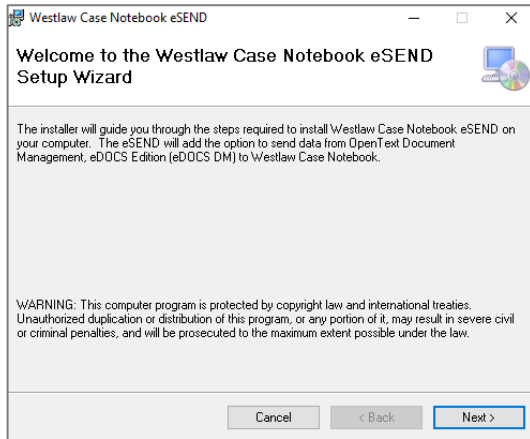 Westlaw Case Notebook eSEND
Welcome to the Westlaw Case Notebook eSEND
Setup Wizard
The installer will guide you through the steps required to install Westlaw Case Notebook eSEND on
your computer. The eSEND will add the option to send data from OpenText Document
Management, eDOCS Edition (eDOCS DM) to Westlaw Case Notebook.
WARNING: This computer program is protected by copyright law and international treaties.
Unauthorized duplication or distribution of this program, or any portion of it, may result in severe civil
or criminal penalties, and will be prosecuted to the maximum extent possible under the law.
Cancel < Back Next >